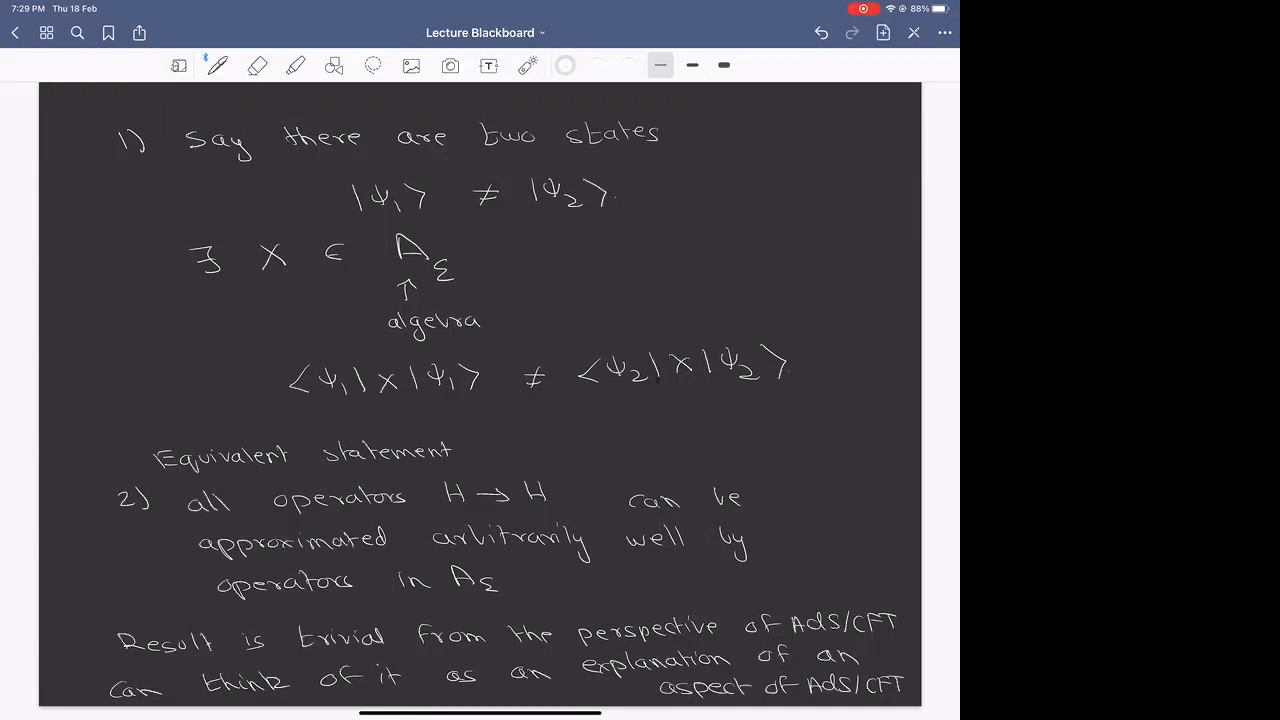 7:29 PM Thu 18 Feb
88%
Lecture Blackboard
1) Say there are two states
|ψ₁⟩ ≠ |ψ₂⟩.
∃ X ∈ A_ε
↑
algebra
⟨ψ₁|X|ψ₁⟩ ≠ ⟨ψ₂|X|ψ₂⟩.
Equivalent statement
2) all operators H → H can be
approximated arbitrarily well by
operators in A_ε
Result is trivial from the perspective of AdS/CFT
can think of it as an explanation of an
aspect of AdS/CFT